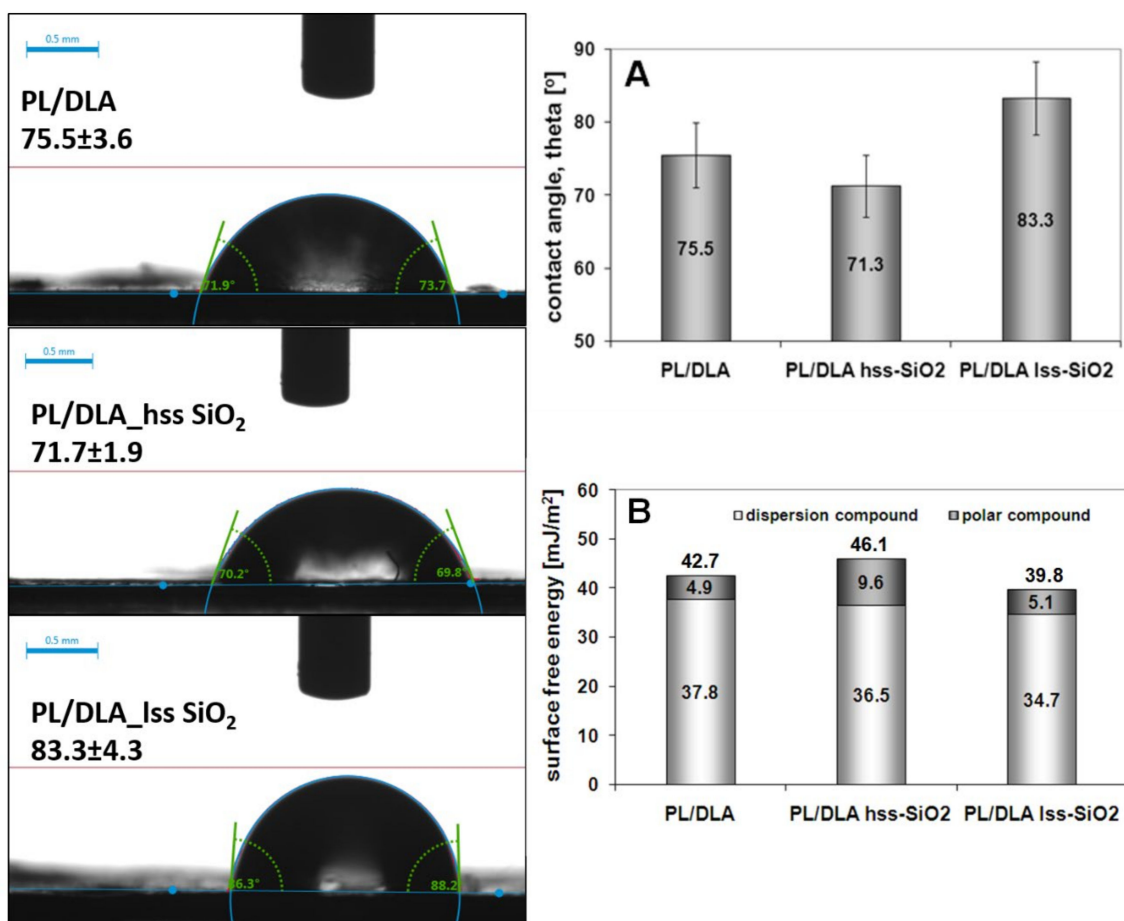 0.5 mm
PL/DLA
75.5±3.6
71.9°
73.7
0.5 mm
PL/DLA_hss SiO₂
71.7±1.9
70.2°
69.8°
0.5 mm
PL/DLA_lss SiO₂
83.3±4.3
86.3°
88.2
A
contact angle, theta [º]
90
80
70
60
50
75.5
71.3
83.3
PL/DLA PL/DLA hss-SiO2 PL/DLA lss-SiO2
B
surface free energy [mJ/m²]
60
50
40
30
20
10
0
dispersion compound polar compound
42.7 46.1 39.8
4.9 9.6 5.1
37.8 36.5 34.7
PL/DLA PL/DLA hss-SiO2 PL/DLA lss-SiO2